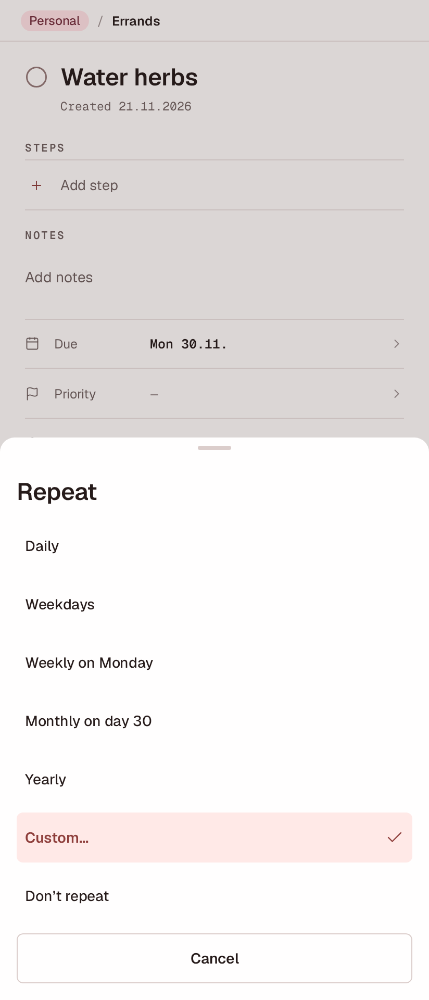 Personal / Errands
Water herbs
Created 21.11.2026
STEPS
+ Add step
NOTES
Add notes
Due Mon 30.11.
Priority –
Repeat
Daily
Weekdays
Weekly on Monday
Monthly on day 30
Yearly
Custom…
Don’t repeat
Cancel